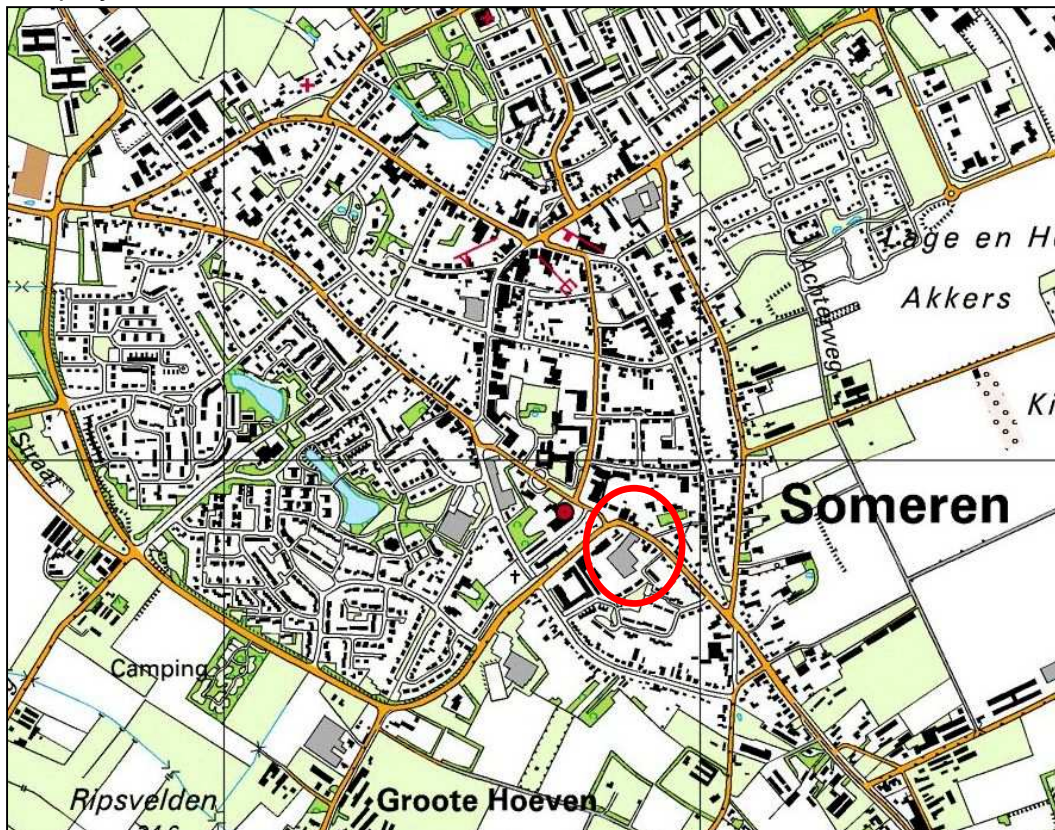 Lage en H
Achterweg
Akkers
Ki
Straat
Someren
Camping
Ripsvelden
Groote Hoeven